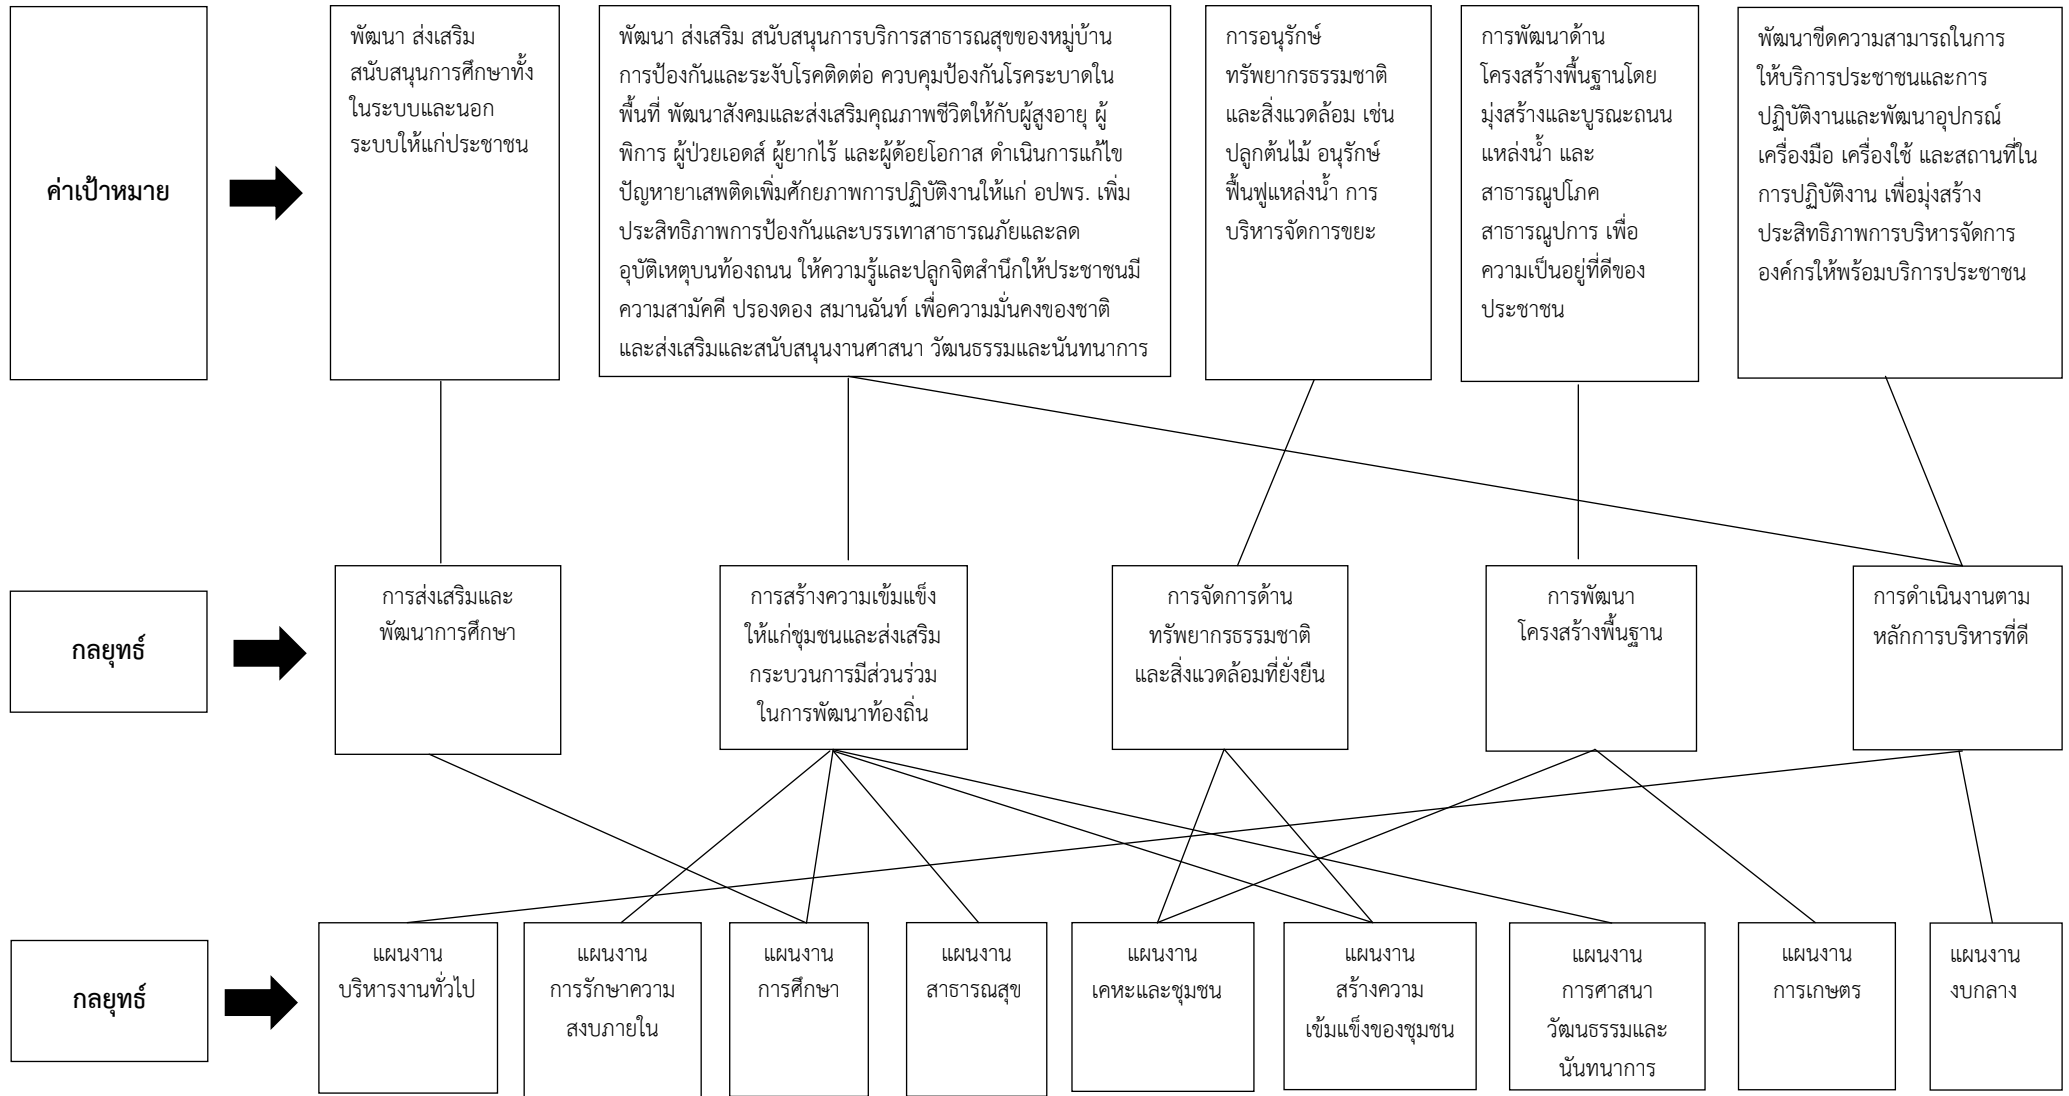 ค่าเป้าหมาย
พัฒนา ส่งเสริม
สนับสนุนการศึกษาทั้ง
ในระบบและนอก
ระบบให้แก่ประชาชน
พัฒนา ส่งเสริม สนับสนุนการบริการสาธารณสุขของหมู่บ้าน
การป้องกันและระงับโรคติดต่อ ควบคุมป้องกันโรคระบาดใน
พื้นที่ พัฒนาสังคมและส่งเสริมคุณภาพชีวิตให้กับผู้สูงอายุ ผู้
พิการ ผู้ป่วยเอดส์ ผู้ยากไร้ และผู้ด้อยโอกาส ดำเนินการแก้ไข
ปัญหายาเสพติดเพิ่มศักยภาพการปฏิบัติงานให้แก่ อปพร. เพิ่ม
ประสิทธิภาพการป้องกันและบรรเทาสาธารณภัยและลด
อุบัติเหตุบนท้องถนน ให้ความรู้และปลูกจิตสำนึกให้ประชาชนมี
ความสามัคคี ปรองดอง สมานฉันท์ เพื่อความมั่นคงของชาติ
และส่งเสริมและสนับสนุนงานศาสนา วัฒนธรรมและนันทนาการ
การอนุรักษ์
ทรัพยากรธรรมชาติ
และสิ่งแวดล้อม เช่น
ปลูกต้นไม้ อนุรักษ์
ฟื้นฟูแหล่งน้ำ การ
บริหารจัดการขยะ
การพัฒนาด้าน
โครงสร้างพื้นฐานโดย
มุ่งสร้างและบูรณะถนน
แหล่งน้ำ และ
สาธารณูปโภค
สาธารณูปการ เพื่อ
ความเป็นอยู่ที่ดีของ
ประชาชน
พัฒนาขีดความสามารถในการ
ให้บริการประชาชนและการ
ปฏิบัติงานและพัฒนาอุปกรณ์
เครื่องมือ เครื่องใช้ และสถานที่ใน
การปฏิบัติงาน เพื่อมุ่งสร้าง
ประสิทธิภาพการบริหารจัดการ
องค์กรให้พร้อมบริการประชาชน
กลยุทธ์
การส่งเสริมและ
พัฒนาการศึกษา
การสร้างความเข้มแข็ง
ให้แก่ชุมชนและส่งเสริม
กระบวนการมีส่วนร่วม
ในการพัฒนาท้องถิ่น
การจัดการด้าน
ทรัพยากรธรรมชาติ
และสิ่งแวดล้อมที่ยั่งยืน
การพัฒนา
โครงสร้างพื้นฐาน
การดำเนินงานตาม
หลักการบริหารที่ดี
กลยุทธ์
แผนงาน
บริหารงานทั่วไป
แผนงาน
การรักษาความ
สงบภายใน
แผนงาน
การศึกษา
แผนงาน
สาธารณสุข
แผนงาน
เคหะและชุมชน
แผนงาน
สร้างความ
เข้มแข็งของชุมชน
แผนงาน
การศาสนา
วัฒนธรรมและ
นันทนาการ
แผนงาน
การเกษตร
แผนงาน
งบกลาง